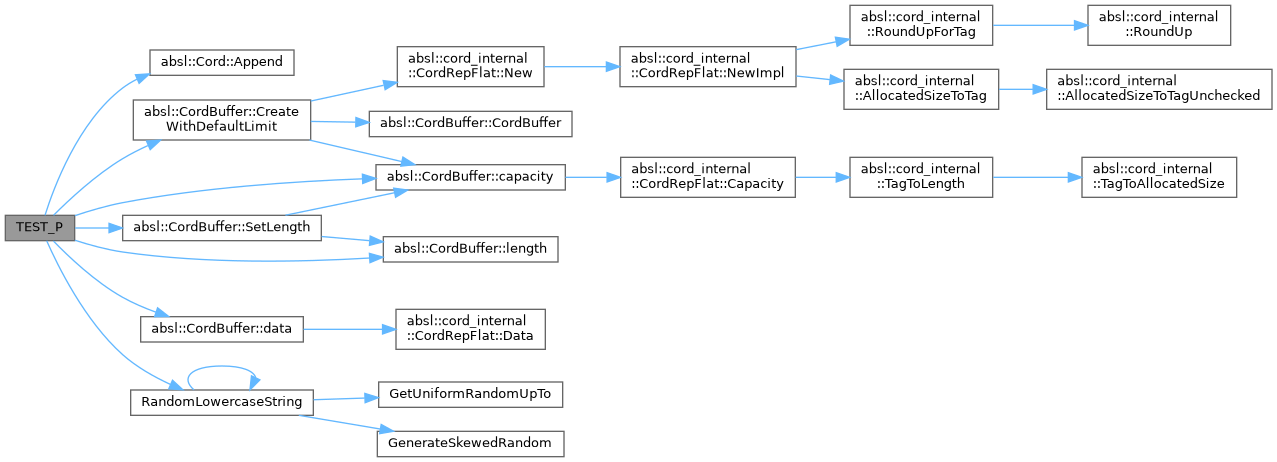 TEST_P
absl::Cord::Append
absl::CordBuffer::Create
WithDefaultLimit
absl::cord_internal
::CordRepFlat::New
absl::cord_internal
::CordRepFlat::NewImpl
absl::cord_internal
::RoundUpForTag
absl::cord_internal
::RoundUp
absl::cord_internal
::AllocatedSizeToTag
absl::cord_internal
::AllocatedSizeToTagUnchecked
absl::CordBuffer::CordBuffer
absl::CordBuffer::capacity
absl::cord_internal
::CordRepFlat::Capacity
absl::cord_internal
::TagToLength
absl::cord_internal
::TagToAllocatedSize
absl::CordBuffer::SetLength
absl::CordBuffer::length
absl::CordBuffer::data
absl::cord_internal
::CordRepFlat::Data
RandomLowercaseString
GetUniformRandomUpTo
GenerateSkewedRandom